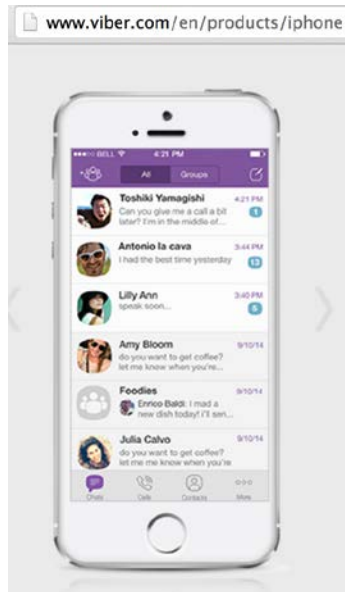 www.viber.com/en/products/iphone
BELL 4:21 PM
All Groups
Toshiki Yamagishi 4:21 PM
Can you give me a call a bit 1
later? I'm in the middle of...
Antonio la cava 3:44 PM
I had the best time yesterday 13
Lilly Ann 3:40 PM
speak soon... 6
Amy Bloom 9/10/14
do you want to get coffee?
let me know when you're...
Foodies 9/10/14
Enrico Baldi: I mad a
new dish today! i'll sen...
Julia Calvo 9/10/14
do you want to get coffee?
let me me know when you're
Chats Calls Contacts More